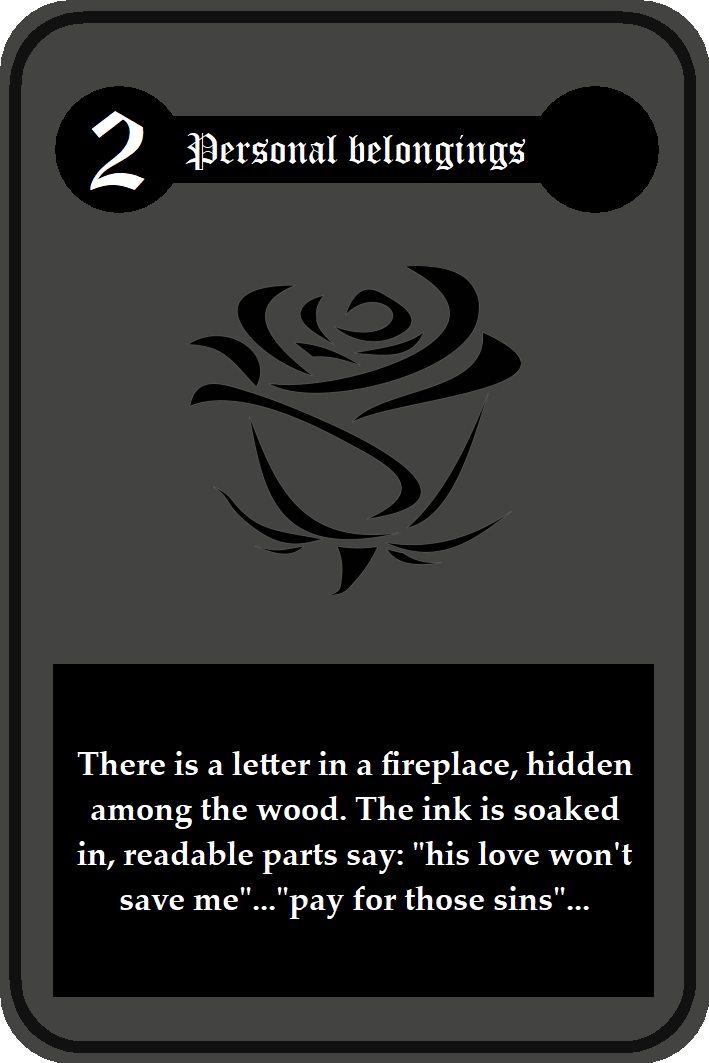 2
Personal belongings
There is a letter in a fireplace, hidden
among the wood. The ink is soaked
in, readable parts say: "his love won't
save me"..."pay for those sins"...